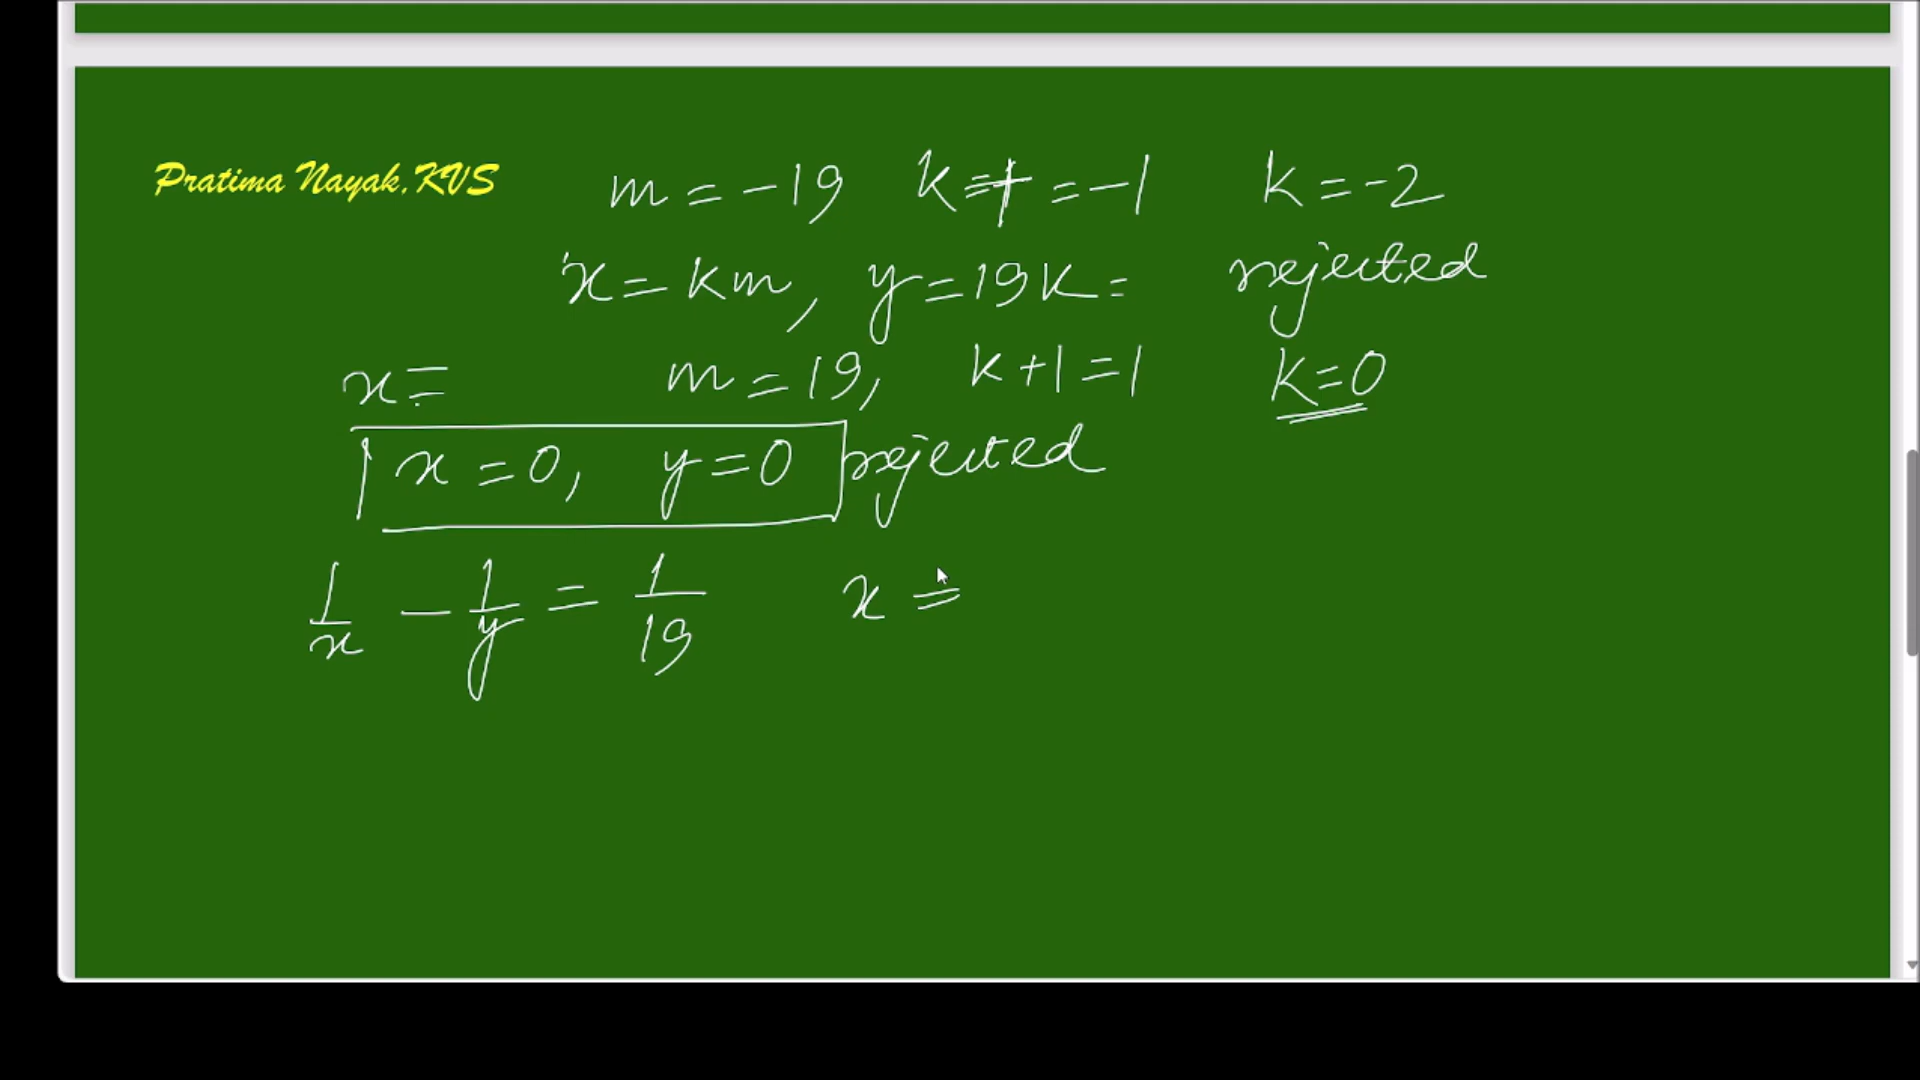 Pratima Nayak,KVS
m = -19 k = = -1 k = -2
x = km, y = 19k = rejected
x = m = 19, k+1 = 1 k = 0
x = 0, y = 0 rejected
1/x - 1/y = 1/19 x =